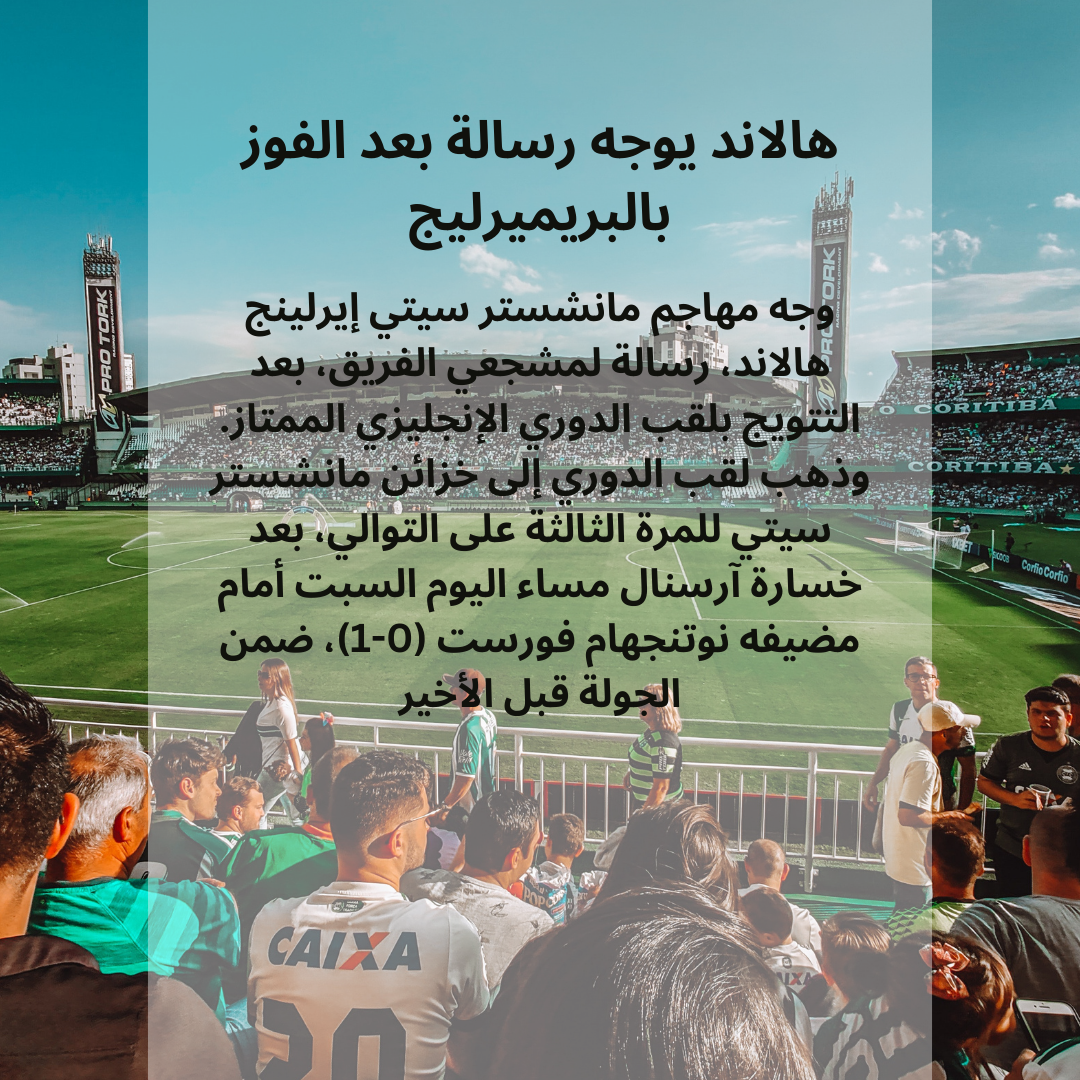 هالاند يوجه رسالة بعد الفوز
بالبريميرليج
وجه مهاجم مانشستر سيتي إيرلينج
هالاند، رسالة لمشجعي الفريق، بعد
التتويج بلقب الدوري الإنجليزي الممتاز.
وذهب لقب الدوري إلى خزائن مانشستر
سيتي للمرة الثالثة على التوالي، بعد
خسارة آرسنال مساء اليوم السبت أمام
مضيفه نوتنجهام فورست (0-1)، ضمن
الجولة قبل الأخير
PRO TORK
PRO TORK
O CORITIBA
CORITIBA
CorfioCorfio
CAIXA
20